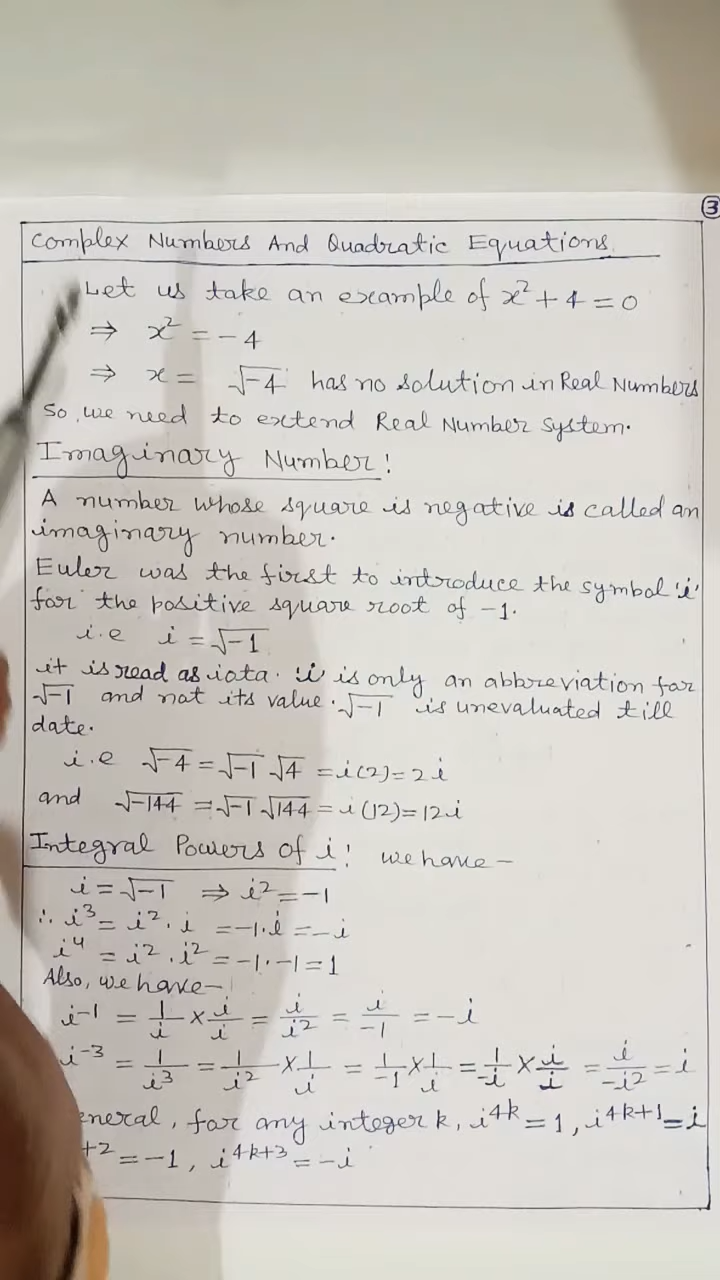 3
Complex Numbers And Quadratic Equations
Let us take an example of x² + 4 = 0
⇒ x² = -4
⇒ x = √-4 has no solution in Real Numbers
So, we need to extend Real Number System.
Imaginary Number!
A number whose square is negative is called an
imaginary number.
Euler was the first to introduce the symbol 'i'
for the positive square root of -1.
i.e i = √-1
it is read as iota. 'i' is only an abbreviation for
√-1 and not its value. √-1 is unevaluated till
date.
i.e √-4 = √-1 √4 = i(2) = 2i
and √-144 = √-1 √144 = i(12) = 12i
Integral Powers of i! we have -
i = √-1 ⇒ i² = -1
∴ i³ = i² . i = -1 . i = -i
i⁴ = i² . i² = -1 . -1 = 1
Also, we have -
i⁻¹ = 1/i × i/i = i/i² = i/-1 = -i
i⁻³ = 1/i³ = 1/i² × 1/i = 1/-1 × 1/i = 1/-i × i/i = i/-i² = i
eneral, for any integer k, i⁴ᵏ = 1, i⁴ᵏ⁺¹ = i
+2 = -1, i⁴ᵏ⁺³ = -i